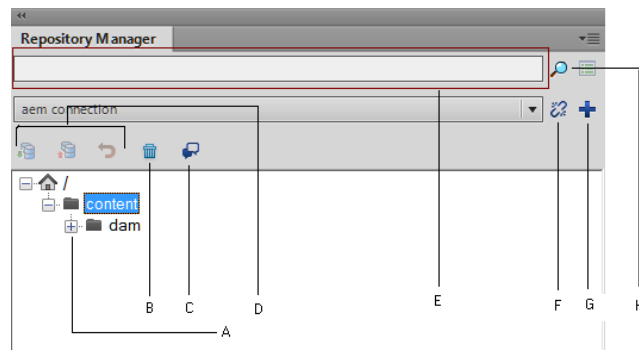 Repository Manager
aem connection
/
content
dam
A
B
C
D
E
F
G
H